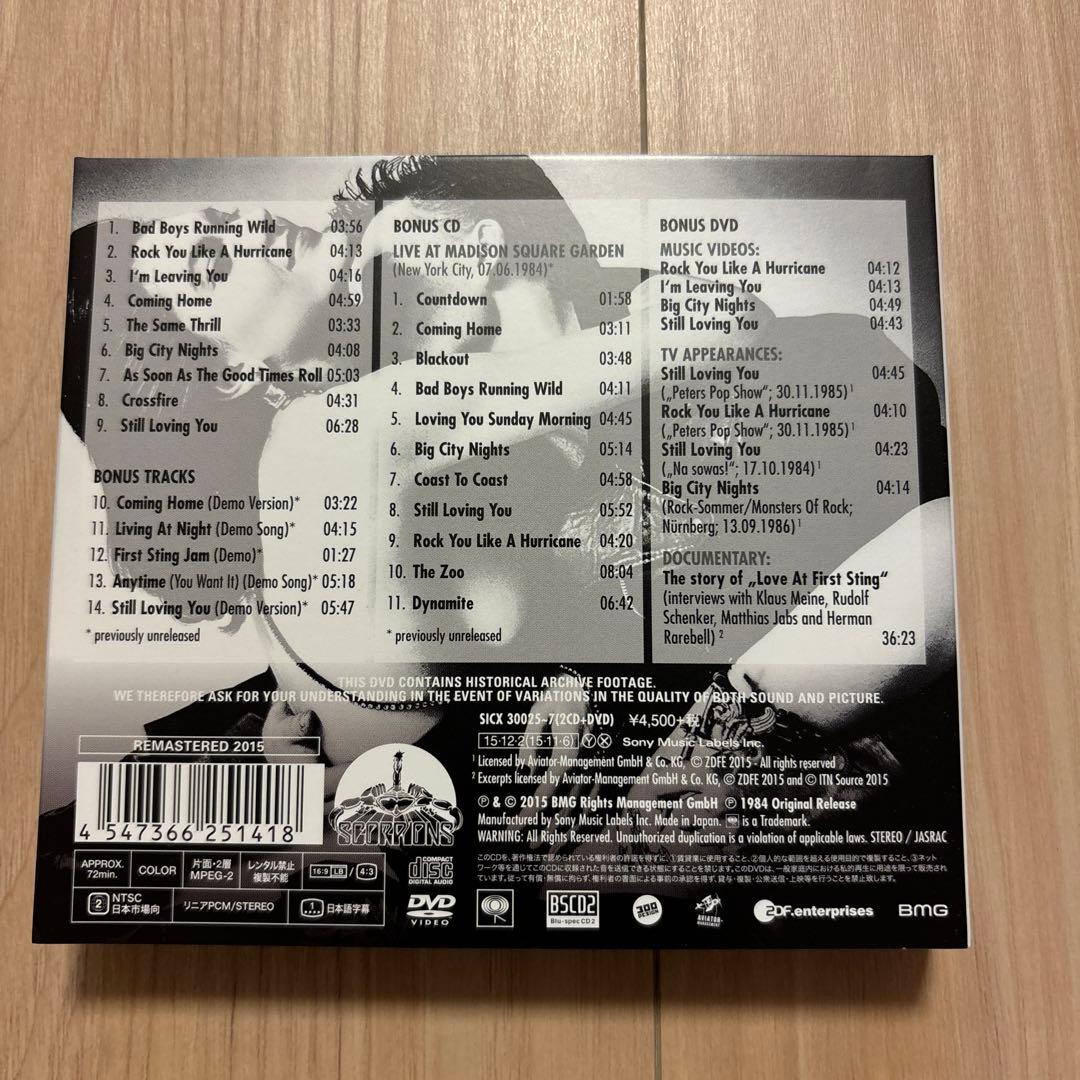 1. Bad Boys Running Wild 03:56
2. Rock You Like A Hurricane 04:13
3. I'm Leaving You 04:16
4. Coming Home 04:59
5. The Same Thrill 03:33
6. Big City Nights 04:08
7. As Soon As The Good Times Roll 05:03
8. Crossfire 04:31
9. Still Loving You 06:28
BONUS TRACKS
10. Coming Home (Demo Version)* 03:22
11. Living At Night (Demo Song)* 04:15
12. First Sting Jam (Demo)* 01:27
13. Anytime (You Want It) (Demo Song)* 05:18
14. Still Loving You (Demo Version)* 05:47
* previously unreleased
BONUS CD
LIVE AT MADISON SQUARE GARDEN
(New York City, 07.06.1984)*
1. Countdown 01:58
2. Coming Home 03:11
3. Blackout 03:48
4. Bad Boys Running Wild 04:11
5. Loving You Sunday Morning 04:45
6. Big City Nights 05:14
7. Coast To Coast 04:58
8. Still Loving You 05:52
9. Rock You Like A Hurricane 04:20
10. The Zoo 08:04
11. Dynamite 06:42
* previously unreleased
BONUS DVD
MUSIC VIDEOS:
Rock You Like A Hurricane 04:12
I'm Leaving You 04:13
Big City Nights 04:49
Still Loving You 04:43
TV APPEARANCES:
Still Loving You 04:45
(„Peters Pop Show“; 30.11.1985)¹
Rock You Like A Hurricane 04:10
(„Peters Pop Show“; 30.11.1985)¹
Still Loving You 04:23
(„Na sowas!“; 17.10.1984)¹
Big City Nights 04:14
(Rock-Sommer/Monsters Of Rock;
Nürnberg; 13.09.1986)¹
DOCUMENTARY:
The story of „Love At First Sting“
(interviews with Klaus Meine, Rudolf
Schenker, Matthias Jabs and Herman
Rarebell)² 36:23
THIS DVD CONTAINS HISTORICAL ARCHIVE FOOTAGE.
WE THEREFORE ASK FOR YOUR UNDERSTANDING IN THE EVENT OF VARIATIONS IN THE QUALITY OF BOTH SOUND AND PICTURE.
SICX 30025~7(2CD+DVD) ¥4,500+税
15・12・2(15・11・6) Ⓨ Ⓧ Sony Music Labels Inc.
¹ Licensed by Aviator-Management GmbH & Co. KG, © ZDFE 2015 - All rights reserved
² Excerpts licensed by Aviator-Management GmbH & Co. KG, © ZDFE 2015 and © ITN Source 2015
℗ & © 2015 BMG Rights Management GmbH ℗ 1984 Original Release
Manufactured by Sony Music Labels Inc. Made in Japan. is a Trademark.
WARNING: All Rights Reserved. Unauthorized duplication is a violation of applicable laws. STEREO / JASRAC
REMASTERED 2015
4 547366 251418
SCORPIONS
APPROX. 72min.
COLOR
片面・2層 MPEG-2
レンタル禁止 複製不能
16:9 LB / 4:3
2 NTSC 日本市場向
リニアPCM/STEREO
1 日本語字幕
COMPACT disc DIGITAL AUDIO
DVD VIDEO
BSCD2 Blu-spec CD2
300 DESIGN
AVIATOR MANAGEMENT
ZDF.enterprises
BMG